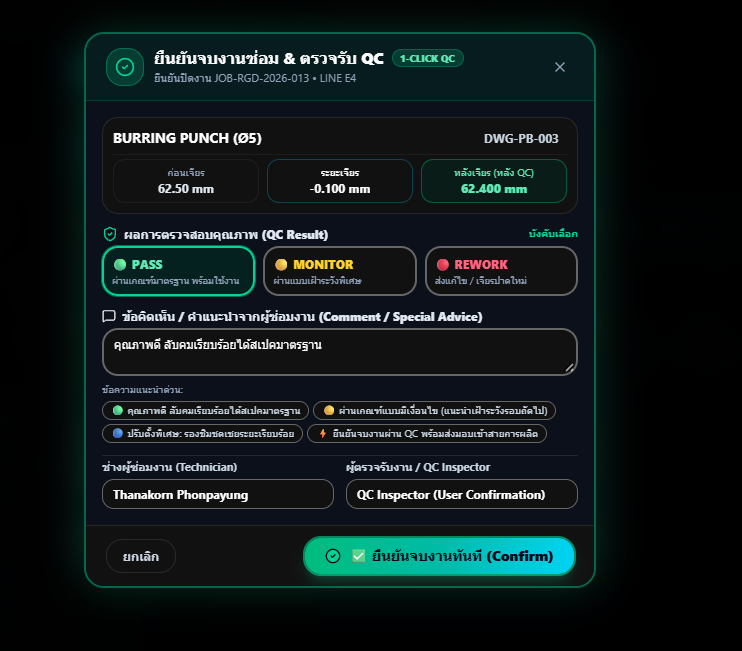 ยืนยันจบงานซ่อม & ตรวจรับ QC 1-CLICK QC
ยืนยันปิดงาน JOB-RGD-2026-013 • LINE E4
BURRING PUNCH (Ø5) DWG-PB-003
ก่อนเจียร ระยะเจียร หลังเจียร (หลัง QC)
62.50 mm -0.100 mm 62.400 mm
ผลการตรวจสอบคุณภาพ (QC Result) บังคับเลือก
PASS MONITOR REWORK
ผ่านเกณฑ์มาตรฐาน พร้อมใช้งาน ผ่านแบบเฝ้าระวังพิเศษ ส่งแก้ไข / เจียรปาดใหม่
ข้อคิดเห็น / คำแนะนำจากผู้ซ่อมงาน (Comment / Special Advice)
คุณภาพดี ลับคมเรียบร้อยได้สเปคมาตรฐาน
ข้อความแนะนำด่วน:
คุณภาพดี ลับคมเรียบร้อยได้สเปคมาตรฐาน ผ่านเกณฑ์แบบมีเงื่อนไข (แนะนำเฝ้าระวังรอบถัดไป)
ปรับตั้งพิเศษ: รองชิมชดเชยระยะเรียบร้อย ยืนยันจบงานผ่าน QC พร้อมส่งมอบเข้าสายการผลิต
ช่างผู้ซ่อมงาน (Technician) ผู้ตรวจรับงาน / QC Inspector
Thanakorn Phonpayung QC Inspector (User Confirmation)
ยกเลิก ✅ ยืนยันจบงานทันที (Confirm)